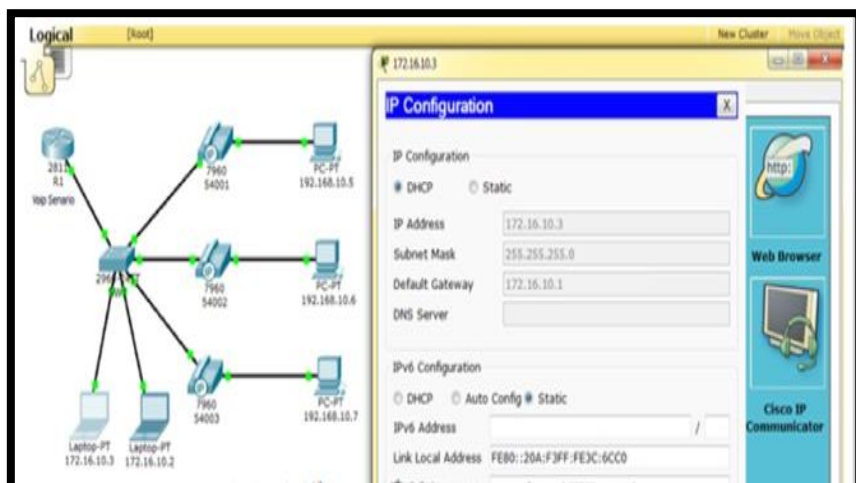 Logical
[Root]
New Cluster
Move Object
172.16.10.3
IP Configuration
X
IP Configuration
DHCP
Static
IP Address
172.16.10.3
Subnet Mask
255.255.255.0
Default Gateway
172.16.10.1
DNS Server
IPv6 Configuration
DHCP
Auto Config
Static
IPv6 Address
/
Link Local Address
FE80::20A:F3FF:FE3C:6CC0
http:
Web Browser
Cisco IP
Communicator
2811
R1
Voip Senario
7960
54001
PC-PT
192.168.10.5
7960
54002
PC-PT
192.168.10.6
7960
54003
PC-PT
192.168.10.7
Laptop-PT
172.16.10.3
Laptop-PT
172.16.10.2